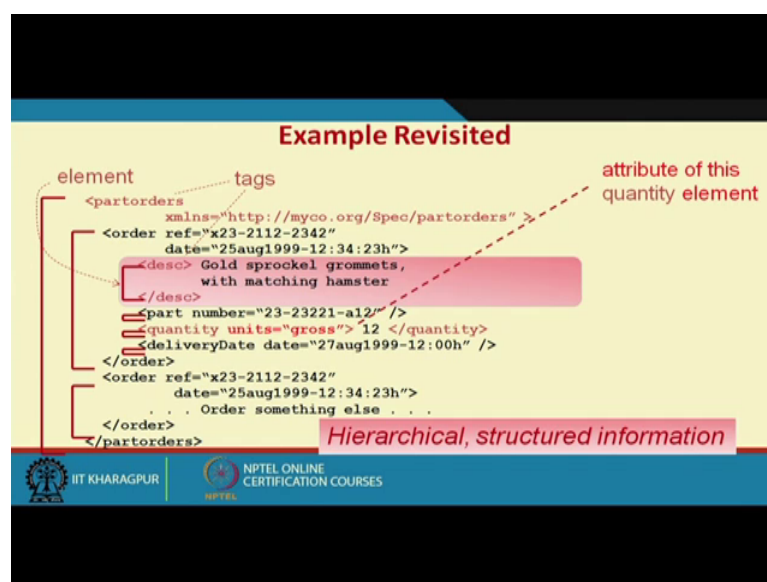 Example Revisited
element
tags
attribute of this
quantity element
<partorders
xmlns="http://myco.org/Spec/partorders" >
<order ref="x23-2112-2342"
date="25aug1999-12:34:23h">
<desc> Gold sprockel grommets,
with matching hamster
</desc>
<part number="23-23221-a12" />
<quantity units="gross"> 12 </quantity>
<deliveryDate date="27aug1999-12:00h" />
</order>
<order ref="x23-2112-2342"
date="25aug1999-12:34:23h">
. . . Order something else . . .
</order>
</partorders>
Hierarchical, structured information
IIT KHARAGPUR
NPTEL
NPTEL ONLINE
CERTIFICATION COURSES